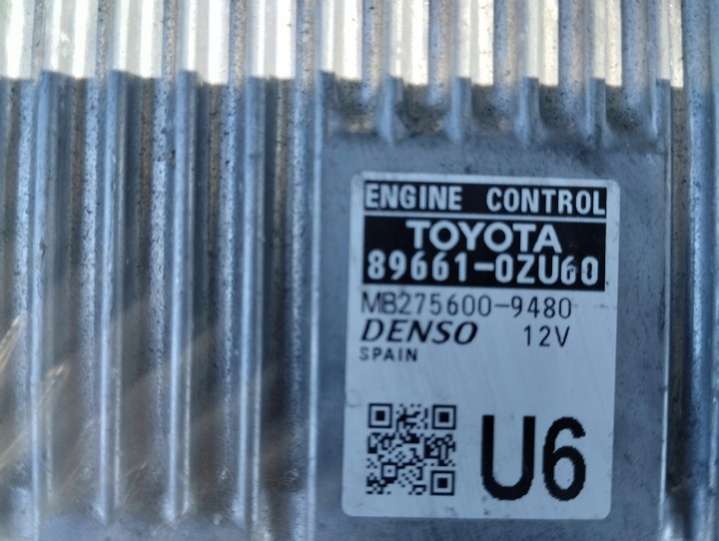 ENGINE CONTROL
TOYOTA
89661-0ZU60
MB275600-9480
DENSO 12V
SPAIN
U6